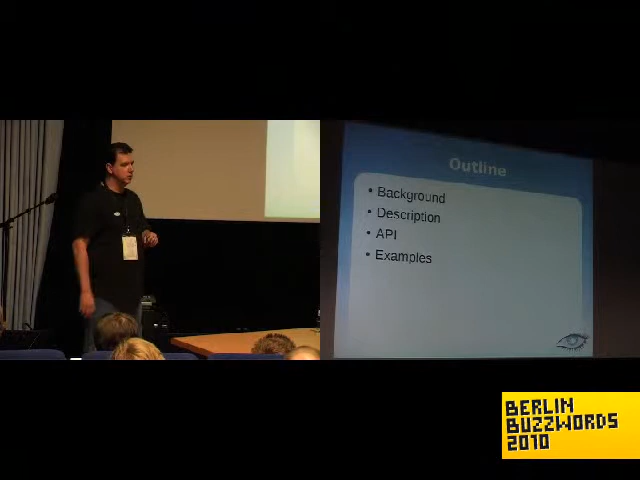 Outline
• Background
• Description
• API
• Examples
BERLIN
BUZZWORDS
2010